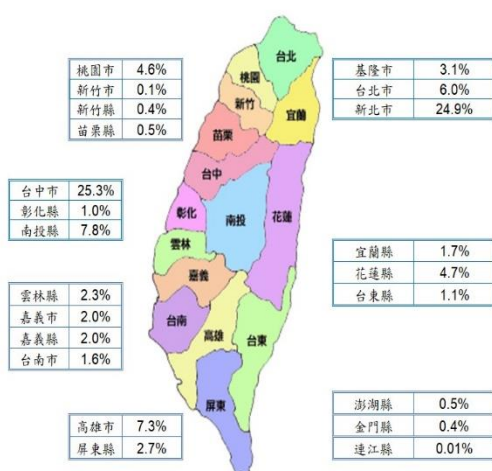 桃園市 4.6%
新竹市 0.1%
新竹縣 0.4%
苗栗縣 0.5%
基隆市 3.1%
台北市 6.0%
新北市 24.9%
台中市 25.3%
彰化縣 1.0%
南投縣 7.8%
宜蘭縣 1.7%
花蓮縣 4.7%
台東縣 1.1%
雲林縣 2.3%
嘉義市 2.0%
嘉義縣 2.0%
台南市 1.6%
高雄市 7.3%
屏東縣 2.7%
澎湖縣 0.5%
金門縣 0.4%
連江縣 0.01%
台北
桃園
新竹
宜蘭
苗栗
台中
彰化
南投
花蓮
雲林
嘉義
台南
高雄
台東
屏東